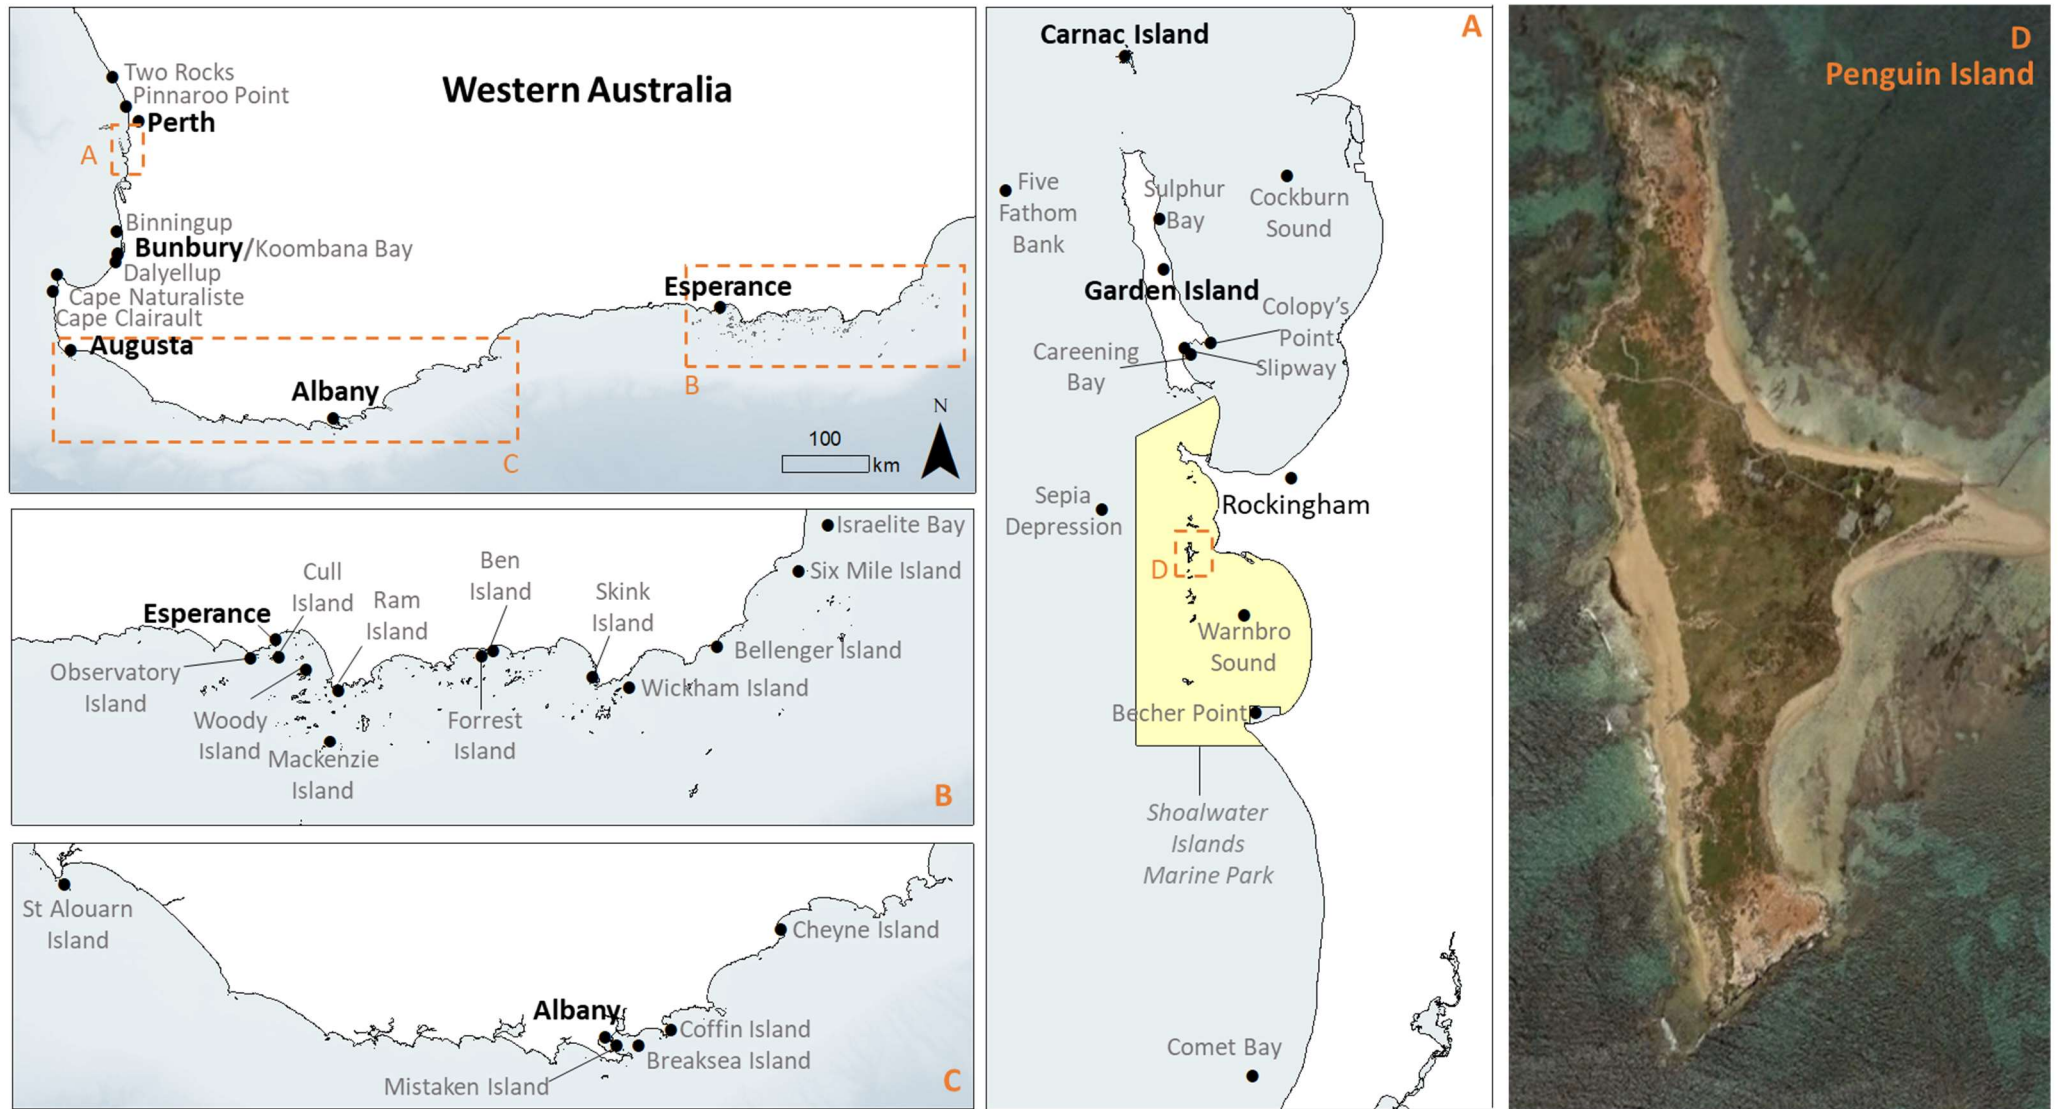 Western Australia
Two Rocks
Pinnaroo Point
Perth
A
Binningup
Bunbury/Koombana Bay
Dalyellup
Cape Naturaliste
Cape Clairault
Augusta
Albany
C
Esperance
B
N
100
km
Israelite Bay
Six Mile Island
Ben
Island
Cull
Island
Skink
Island
Ram
Island
Esperance
Observatory
Island
Bellenger Island
Wickham Island
Woody
Island
Forrest
Island
Mackenzie
Island
B
St Alouarn
Island
Cheyne Island
Albany
Coffin Island
Breaksea Island
Mistaken Island
C
A
Carnac Island
Five
Fathom
Bank
Sulphur
Bay
Cockburn
Sound
Garden Island
Colopy’s
Point
Careening
Bay
Slipway
Sepia
Depression
Rockingham
D
Warnbro
Sound
Becher Point
Shoalwater
Islands
Marine Park
Comet Bay
D
Penguin Island